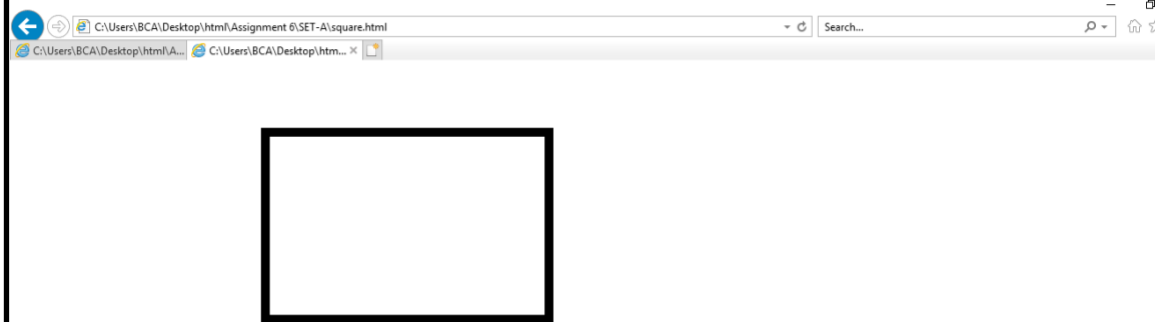 C:\Users\BCA\Desktop\html\Assignment 6\SET-A\square.html
Search...
C:\Users\BCA\Desktop\html\A...
C:\Users\BCA\Desktop\htm...